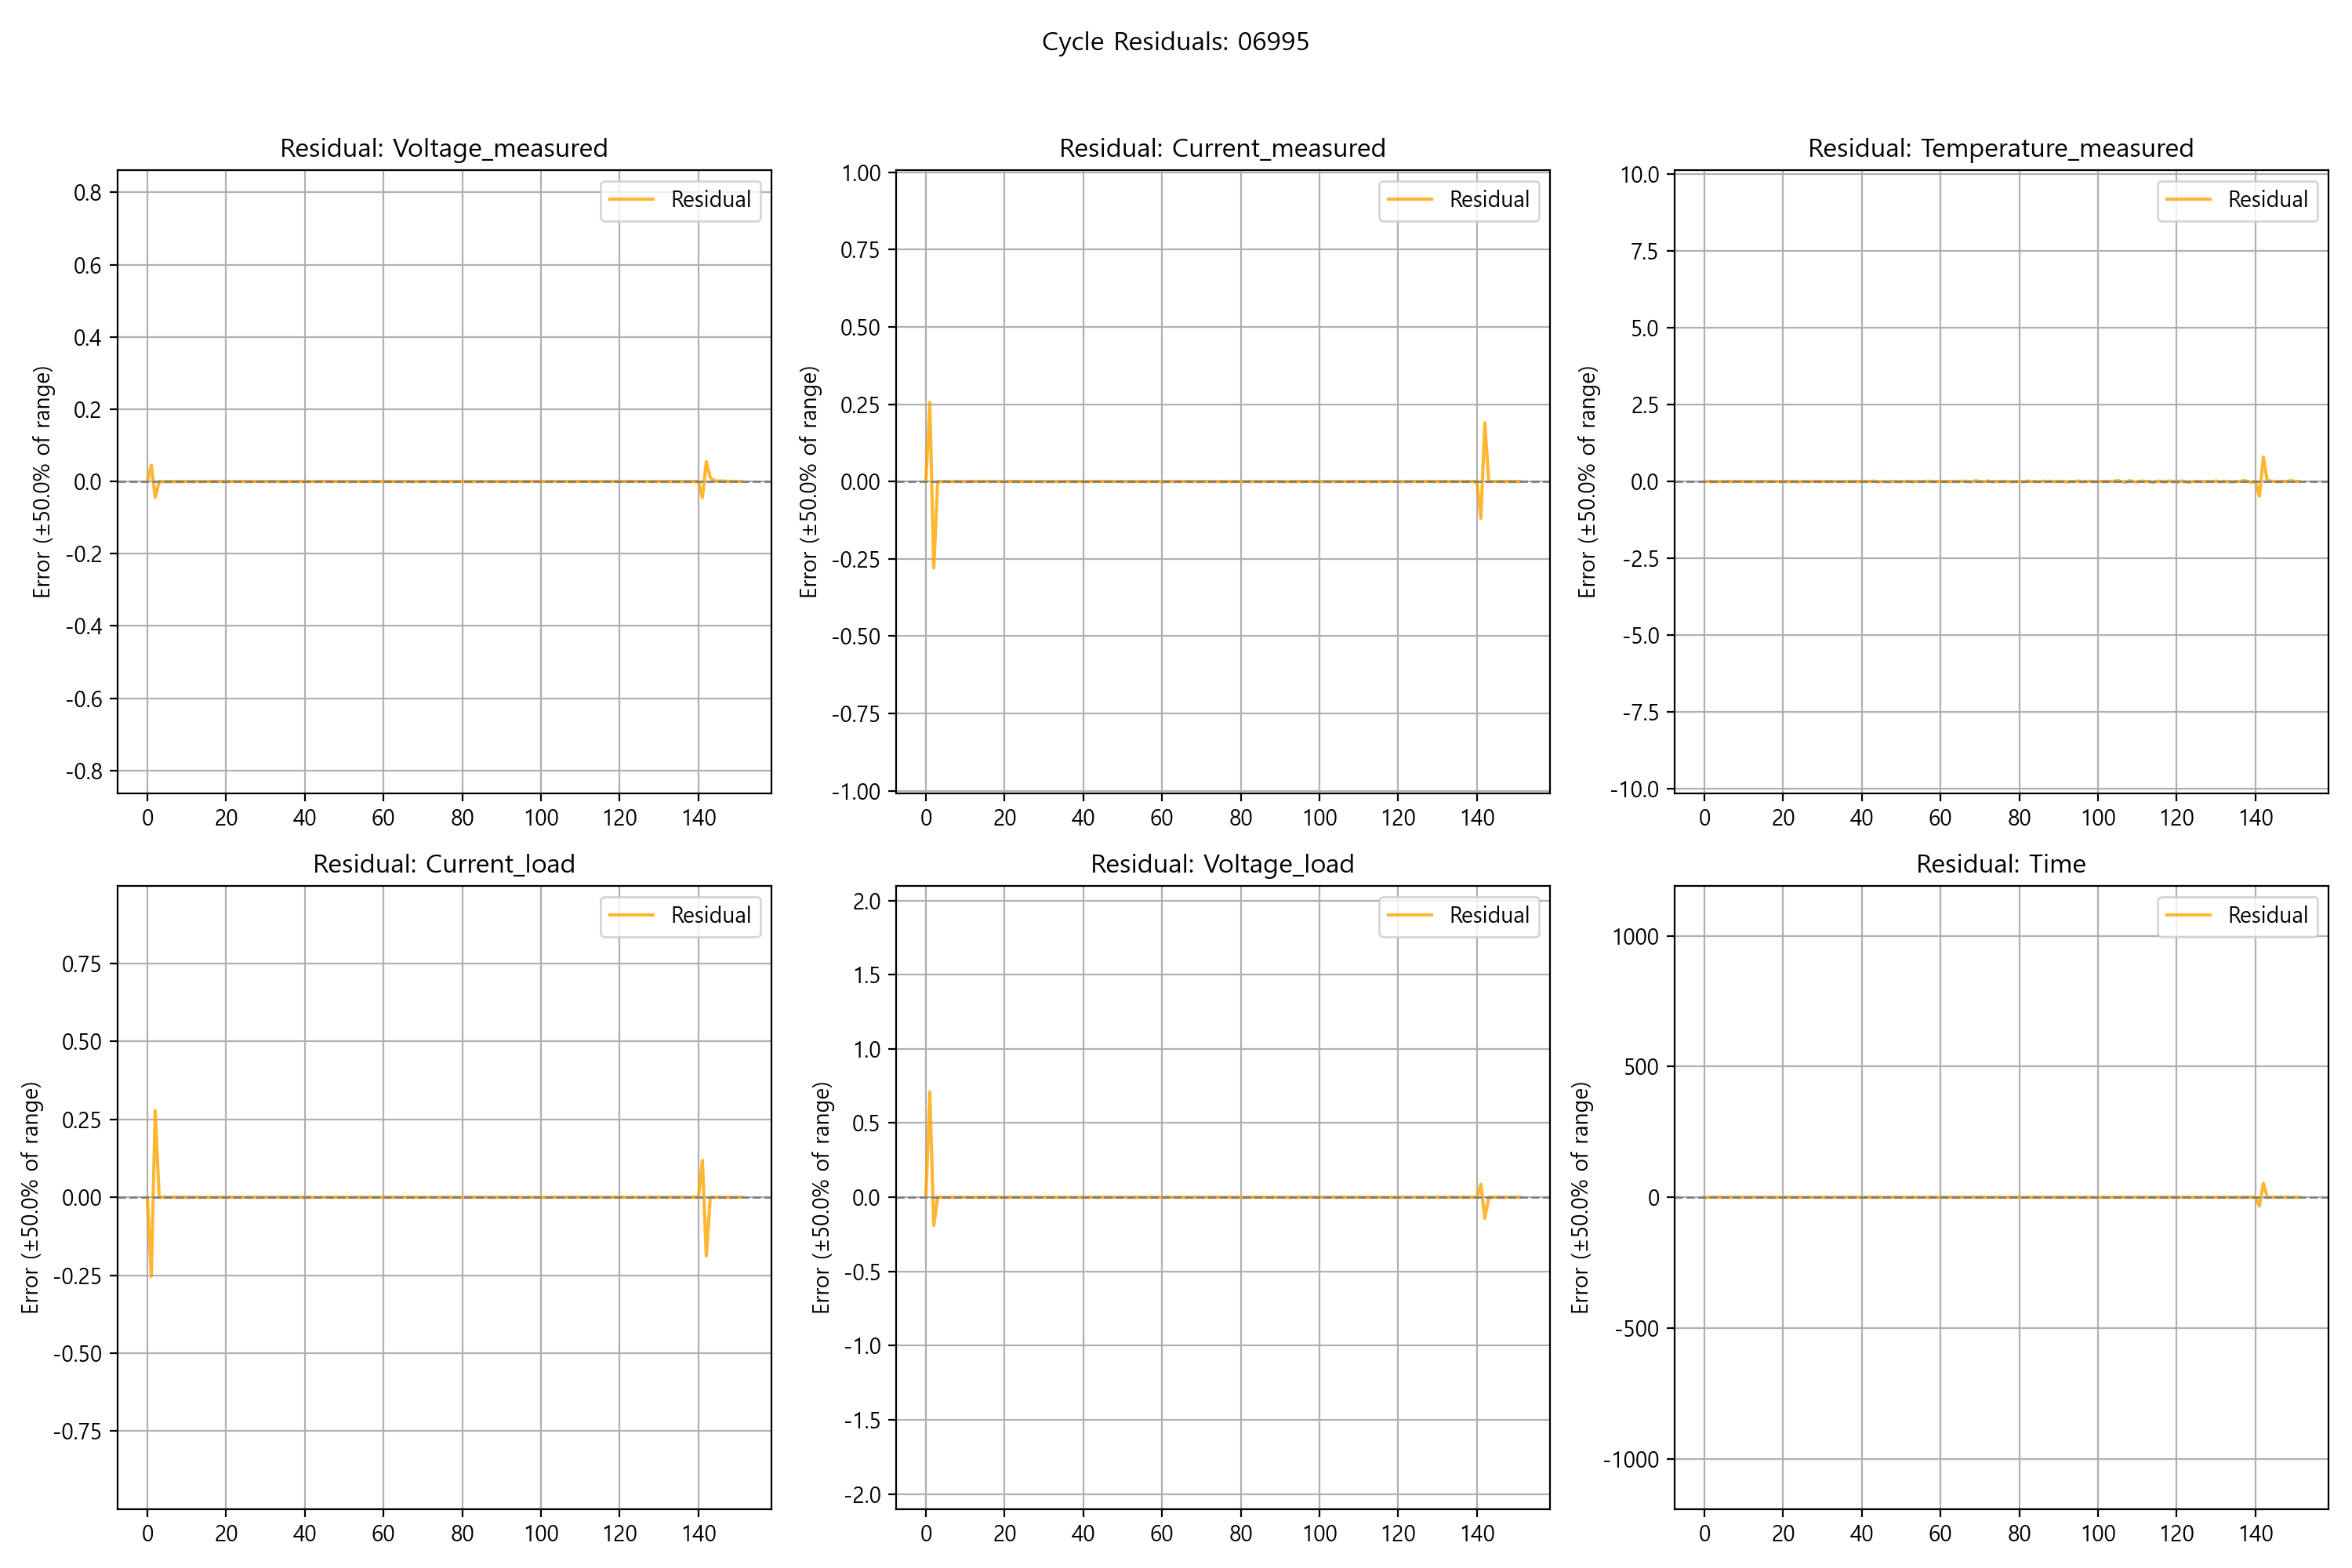 Cycle Residuals: 06995
Residual: Voltage_measured
Residual: Current_measured
Residual: Temperature_measured
Error (±50.0% of range)
0.8
0.6
0.4
0.2
0.0
-0.2
-0.4
-0.6
-0.8
Residual
0 20 40 60 80 100 120 140
Error (±50.0% of range)
1.00
0.75
0.50
0.25
0.00
-0.25
-0.50
-0.75
-1.00
Residual
0 20 40 60 80 100 120 140
Error (±50.0% of range)
10.0
7.5
5.0
2.5
0.0
-2.5
-5.0
-7.5
-10.0
Residual
0 20 40 60 80 100 120 140
Residual: Current_load
Residual: Voltage_load
Residual: Time
Error (±50.0% of range)
0.75
0.50
0.25
0.00
-0.25
-0.50
-0.75
Residual
0 20 40 60 80 100 120 140
Error (±50.0% of range)
2.0
1.5
1.0
0.5
0.0
-0.5
-1.0
-1.5
-2.0
Residual
0 20 40 60 80 100 120 140
Error (±50.0% of range)
1000
500
0
-500
-1000
Residual
0 20 40 60 80 100 120 140